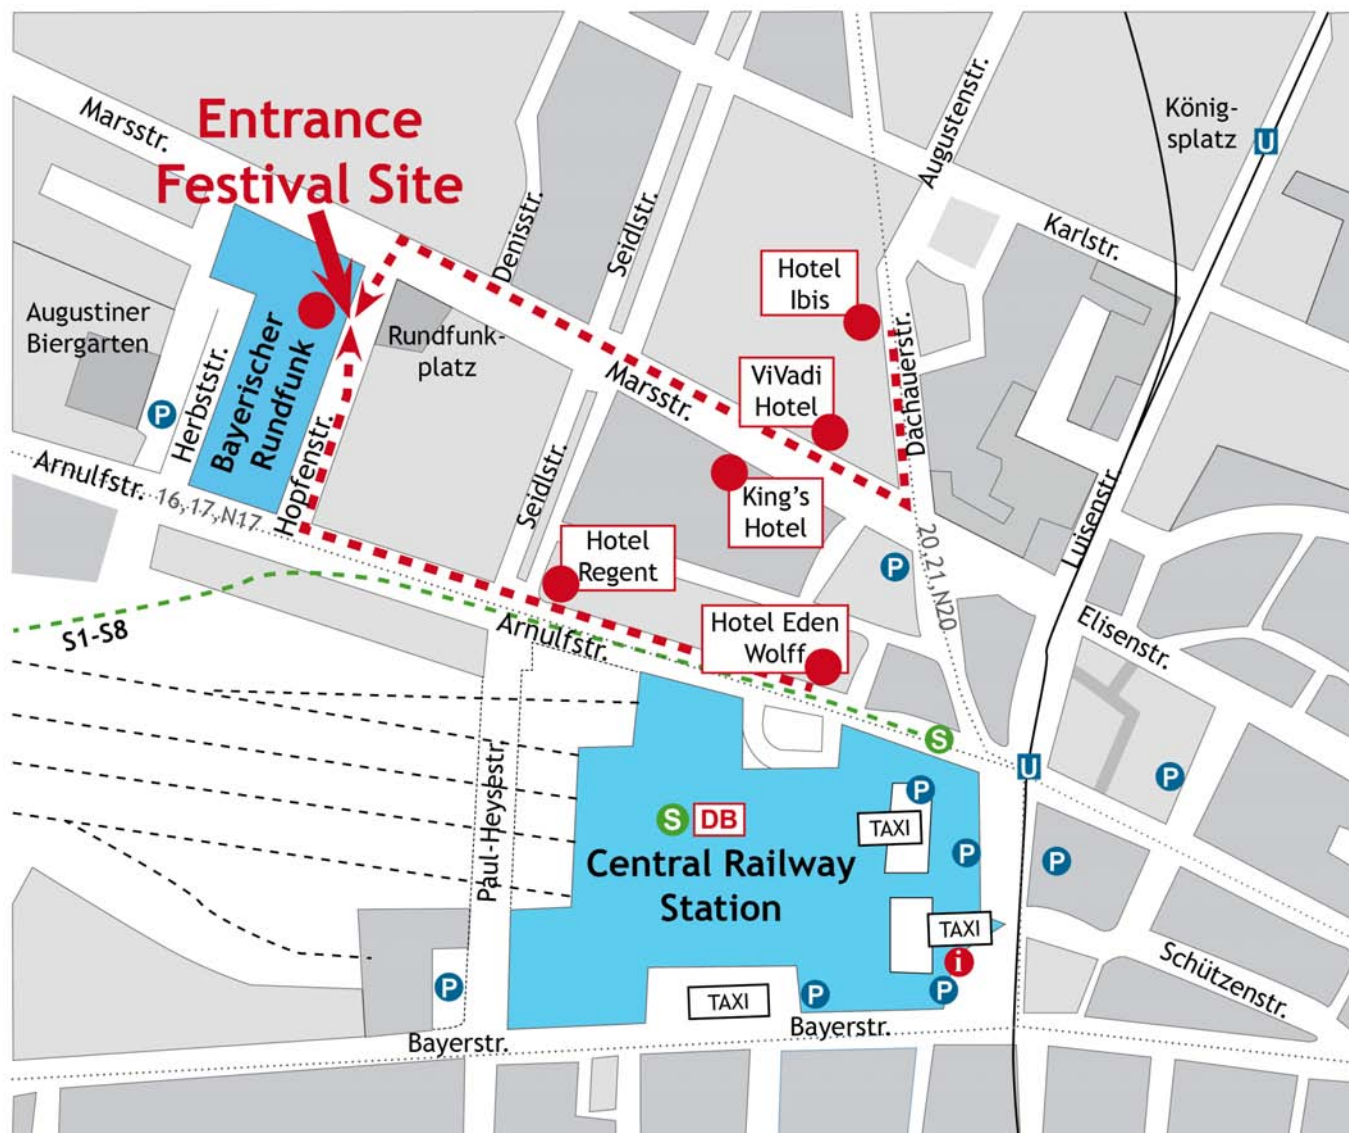 Marsstr.
Entrance
Festival Site
König-
splatz
U
Augustenstr.
Karlstr.
Denisstr.
Seidlstr.
Hotel
Ibis
Augustiner
Biergarten
Rundfunk-
platz
Bayerischer
Rundfunk
Herbststr.
P
Hopfenstr.
Marsstr.
ViVadi
Hotel
Dachauerstr.
King's
Hotel
Arnulfstr.
16,17,N17
Seidlstr.
Hotel
Regent
20,21,N20
P
Luisenstr.
Elisenstr.
S1-S8
Arnulfstr.
Hotel Eden
Wolff
S
U
P
Paul-Heysestr.
S
DB
Central Railway
Station
P
TAXI
P
P
TAXI
i
P
P
TAXI
P
Schützenstr.
Bayerstr.
Bayerstr.